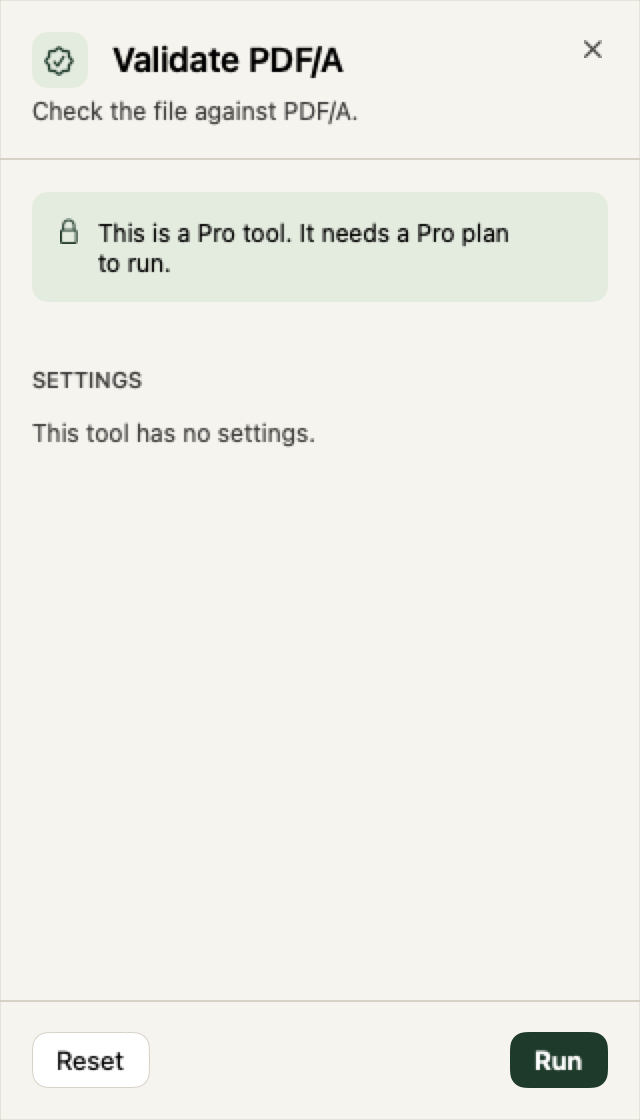 Validate PDF/A
Check the file against PDF/A.
This is a Pro tool. It needs a Pro plan
to run.
SETTINGS
This tool has no settings.
Reset
Run